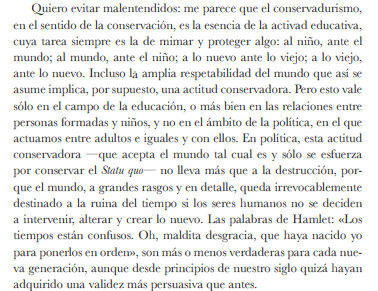 Quiero evitar malentendidos: me parece que el conservadurismo,
en el sentido de la conservación, es la esencia de la activad educativa,
cuya tarea siempre es la de mimar y proteger algo: al niño, ante el
mundo; al mundo, ante el niño; a lo nuevo ante lo viejo; a lo viejo,
ante lo nuevo. Incluso la amplia respetabilidad del mundo que así se
asume implica, por supuesto, una actitud conservadora. Pero esto vale
sólo en el campo de la educación, o más bien en las relaciones entre
personas formadas y niños, y no en el ámbito de la política, en el que
actuamos entre adultos e iguales y con ellos. En política, esta actitud
conservadora —que acepta el mundo tal cual es y sólo se esfuerza
por conservar el Statu quo— no lleva más que a la destrucción, por-
que el mundo, a grandes rasgos y en detalle, queda irrevocablemente
destinado a la ruina del tiempo si los seres humanos no se deciden
a intervenir, alterar y crear lo nuevo. Las palabras de Hamlet: «Los
tiempos están confusos. Oh, maldita desgracia, que haya nacido yo
para ponerlos en orden», son más o menos verdaderas para cada nue-
va generación, aunque desde principios de nuestro siglo quizá hayan
adquirido una validez más persuasiva que antes.